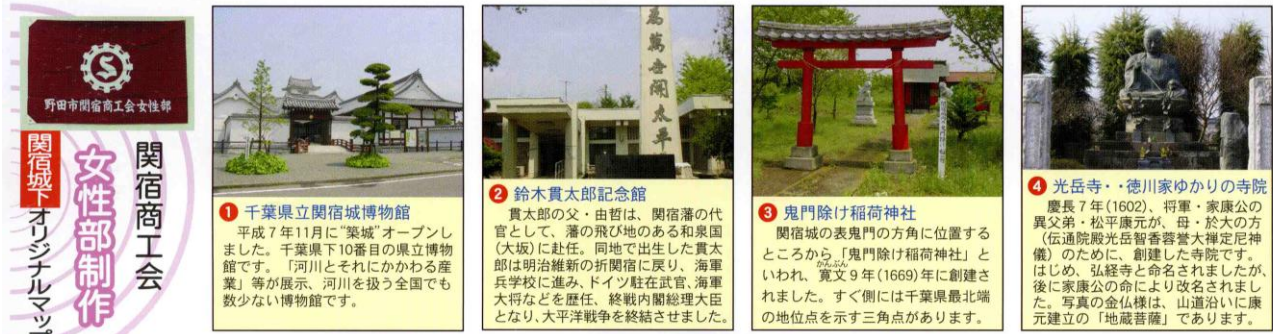 S
野田市関宿商工会女性部
関宿商工会
女性部制作
関宿城下オリジナルマップ
1 千葉県立関宿城博物館
平成7年11月に"築城"オープンし
ました。千葉県下10番目の県立博物
館です。「河川とそれにかかわる産
業」等が展示、河川を扱う全国でも
数少ない博物館です。
為萬世開太平
2 鈴木貫太郎記念館
貫太郎の父・由哲は、関宿藩の代
官として、藩の飛び地のある和泉国
(大坂)に赴任。同地で出生した貫太
郎は明治維新の折関宿に戻り、海軍
兵学校に進み、ドイツ駐在武官、海軍
大将などを歴任、終戦内閣総理大臣
となり、太平洋戦争を終結させました。
3 鬼門除け稲荷神社
関宿城の表鬼門の方角に位置する
ところから、「鬼門除け稲荷神社」と
かんぶん
いわれ、寛文9年(1669)年に創建さ
れました。すぐ側には千葉県最北端
の地位点を示す三角点があります。
4 光岳寺・・徳川家ゆかりの寺院
慶長7年(1602)、将軍・家康公の
異父弟・松平康元が、母・於大の方
(伝通院殿光岳智香蓉誉大禅定尼神
儀)のために、創建した寺院です。
はじめ、弘経寺と命名されましたが、
後に家康公の命により改名されまし
た。写真の金仏様は、山道沿いに康
元建立の「地蔵菩薩」であります。